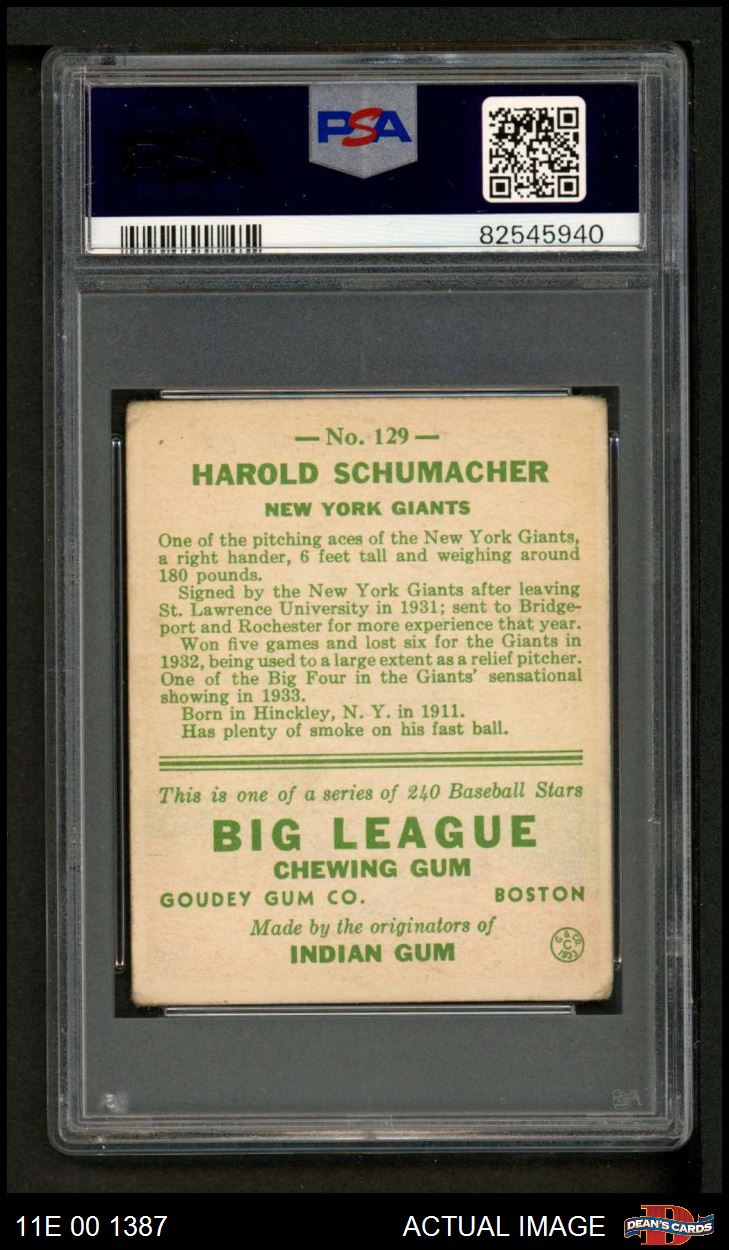 PSA
82545940
— No. 129 —
HAROLD SCHUMACHER
NEW YORK GIANTS
One of the pitching aces of the New York Giants,
a right hander, 6 feet tall and weighing around
180 pounds.
Signed by the New York Giants after leaving
St. Lawrence University in 1931; sent to Bridge-
port and Rochester for more experience that year.
Won five games and lost six for the Giants in
1932, being used to a large extent as a relief pitcher.
One of the Big Four in the Giants' sensational
showing in 1933.
Born in Hinckley, N. Y. in 1911.
Has plenty of smoke on his fast ball.
This is one of a series of 240 Baseball Stars
BIG LEAGUE
CHEWING GUM
GOUDEY GUM CO. BOSTON
Made by the originators of
INDIAN GUM
G & CO.
C
1933
PSA
11E 00 1387 ACTUAL IMAGE DEAN'S CARDS